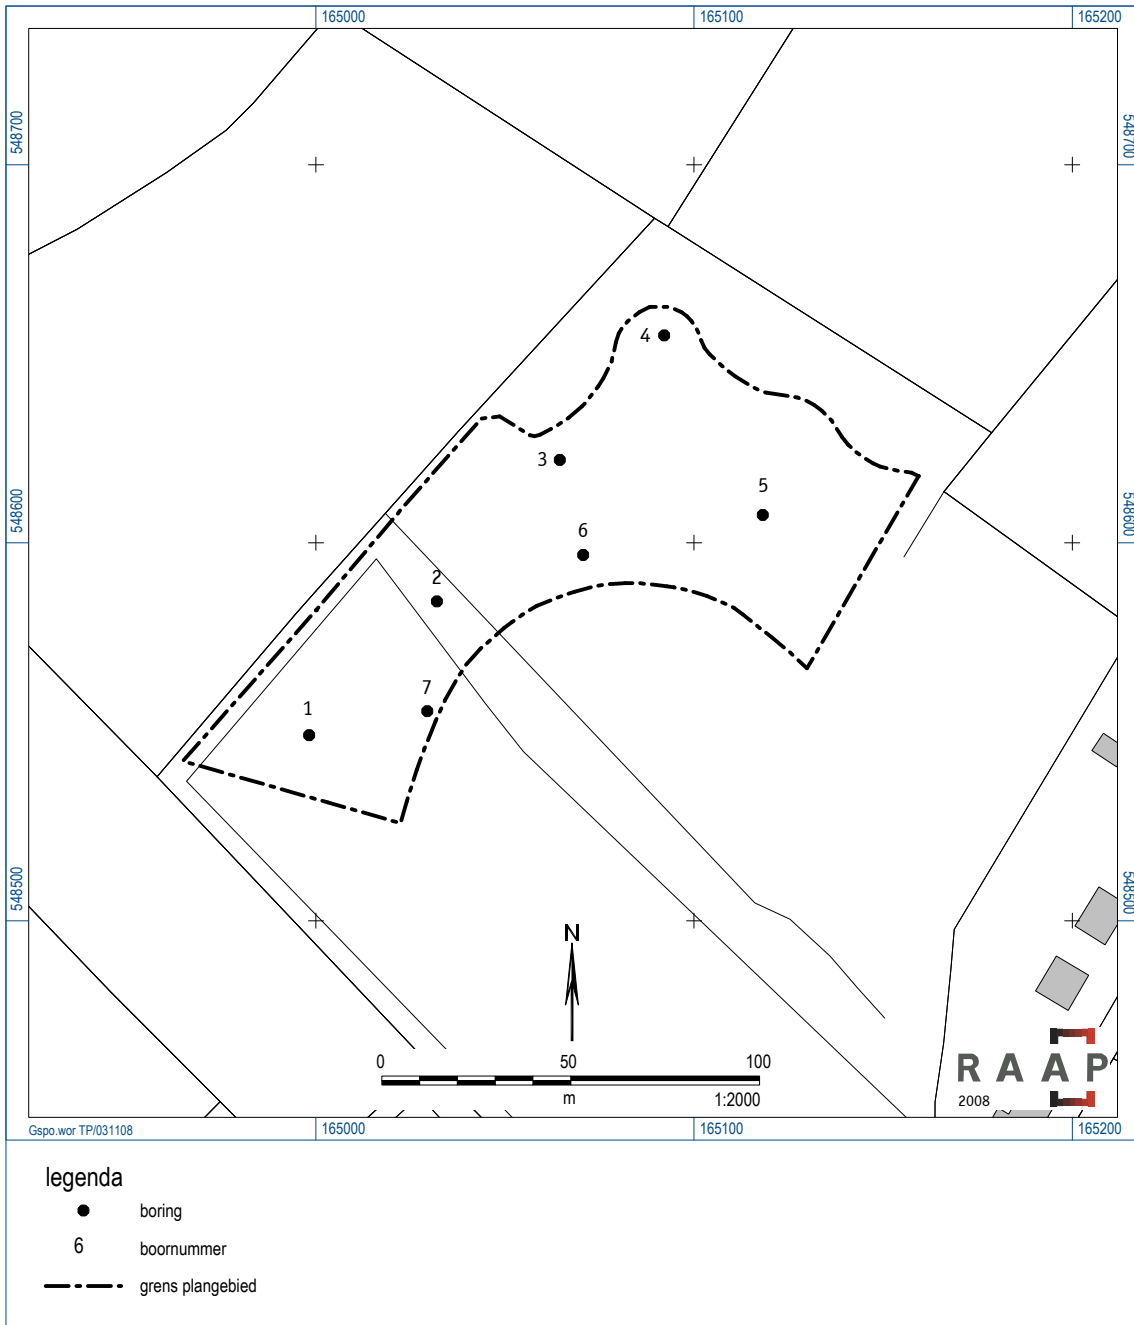 165000 165100 165200
548700 548700
4
3
5
548600 548600
6
2
7
1
548500 548500
N
0 50 100
m 1:2000
RAAP
2008
Gspo.wor TP/031108 165000 165100 165200
legenda
boring
6 boornummer
grens plangebied